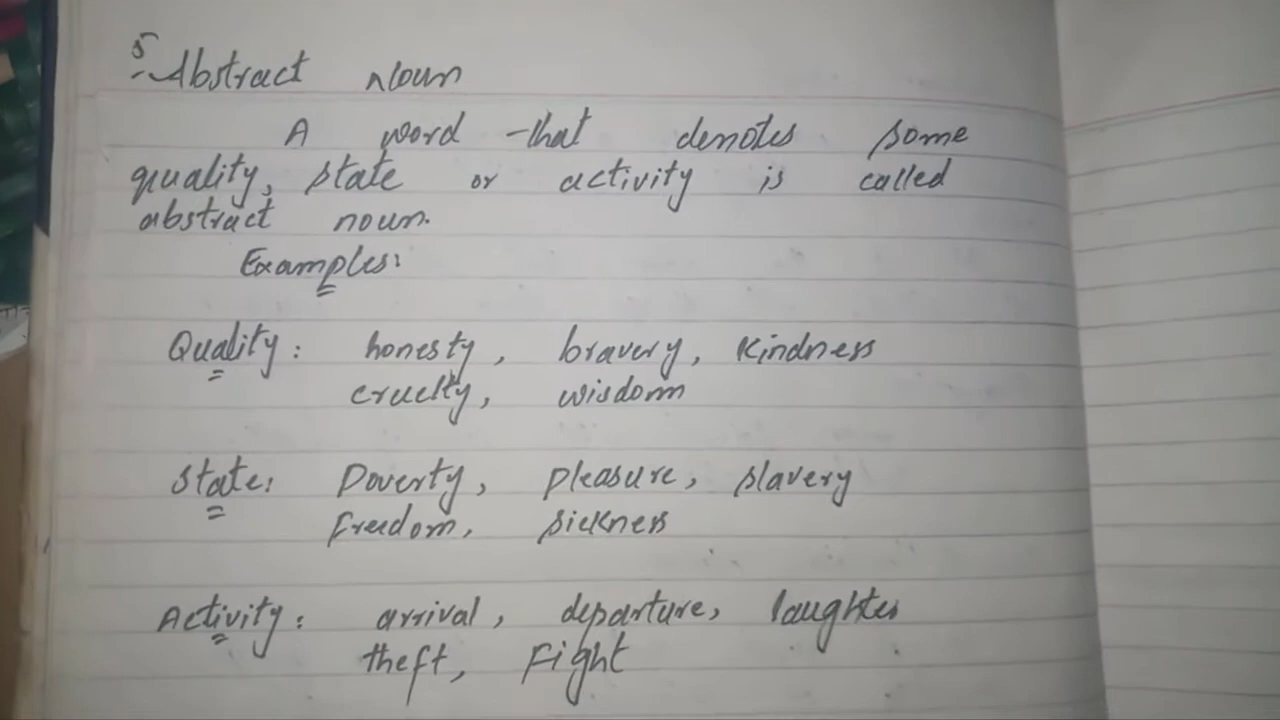 5:- Abstract noun
A word that denotes some
quality, state or activity is called
abstract noun.
Examples:
Quality: honesty, bravery, Kindness
cruelty, wisdom
State: Poverty, pleasure, slavery
freedom, sickness
Activity: arrival, departure, laughter
theft, Fight